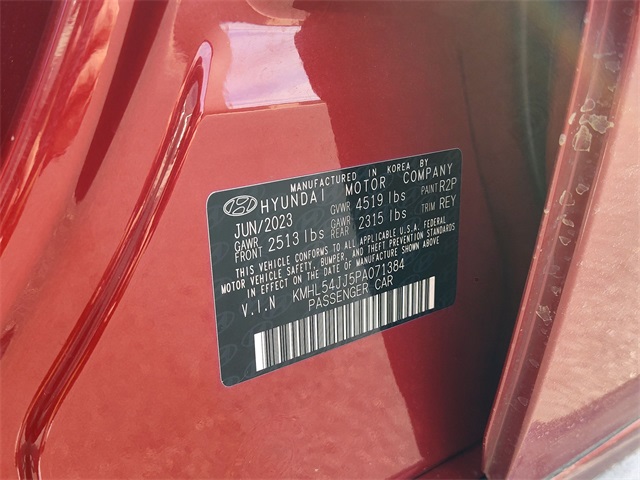 MANUFACTURED IN KOREA BY
HYUNDAI MOTOR COMPANY
JUN/2023 GVWR 4519 lbs PAINT R2P
GAWR FRONT 2513 lbs GAWR REAR 2315 lbs TRIM REY
THIS VEHICLE CONFORMS TO ALL APPLICABLE U.S.A. FEDERAL
MOTOR VEHICLE SAFETY, BUMPER, AND THEFT PREVENTION STANDARDS
IN EFFECT ON THE DATE OF MANUFACTURE SHOWN ABOVE.
V.I.N KMHL54JJ5PA071384
PASSENGER CAR